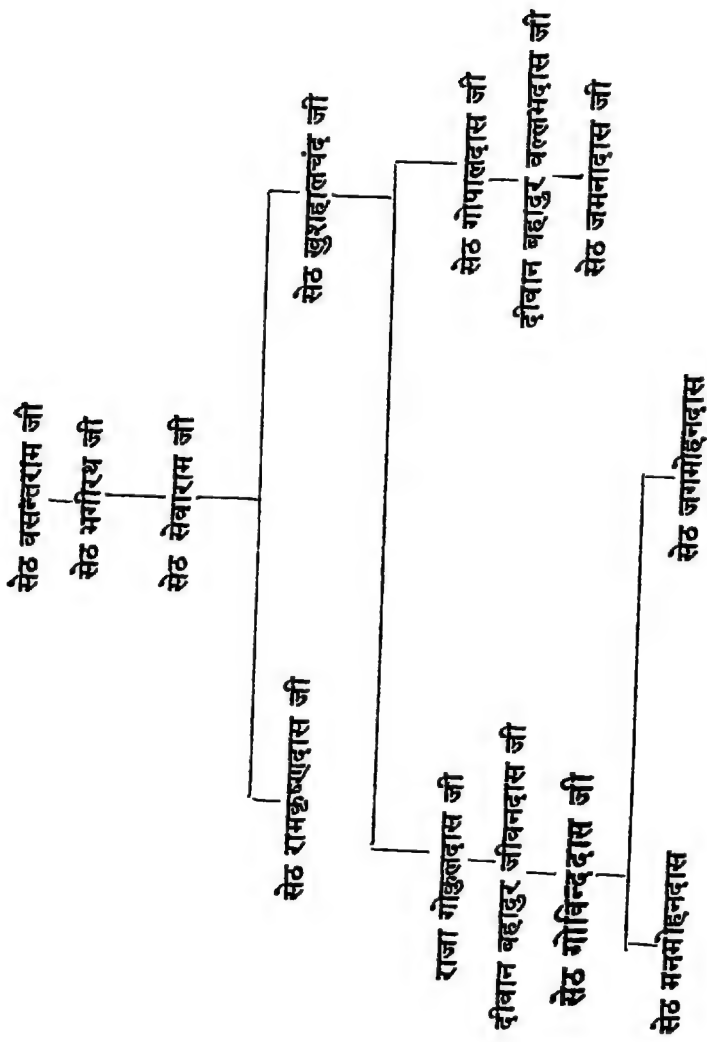 सेठ वसन्तराम जी
सेठ भगीरथ जी
सेठ सेवाराम जी
सेठ रामकृष्णदास जी
सेठ खुशहालचंद जी
राजा गोकुलदास जी
दीवान बहादुर जीवनदास जी
सेठ गोविन्ददास जी
सेठ मनमोहनदास
सेठ जगमोहनदास
सेठ गोपालदास जी
दीवान बहादुर वल्लभदास जी
सेठ जमनादास जी